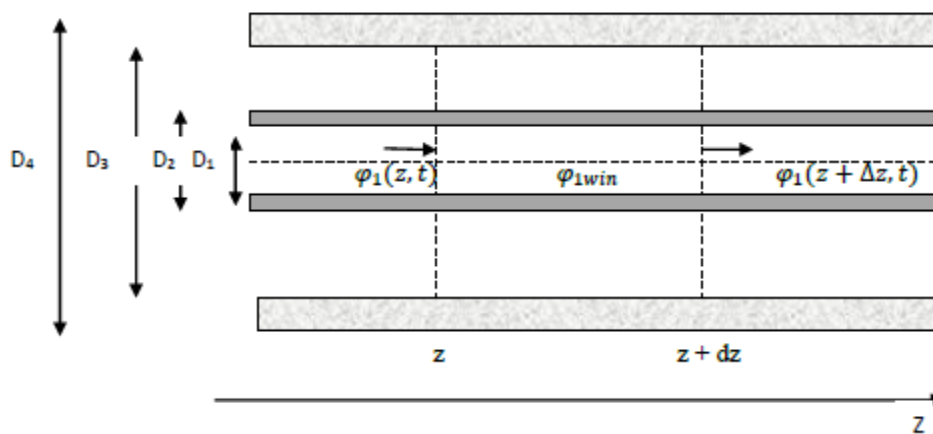 D₄ D₃ D₂ D₁
φ₁(z, t) φ₁win φ₁(z + Δz, t)
z z + dz
Z